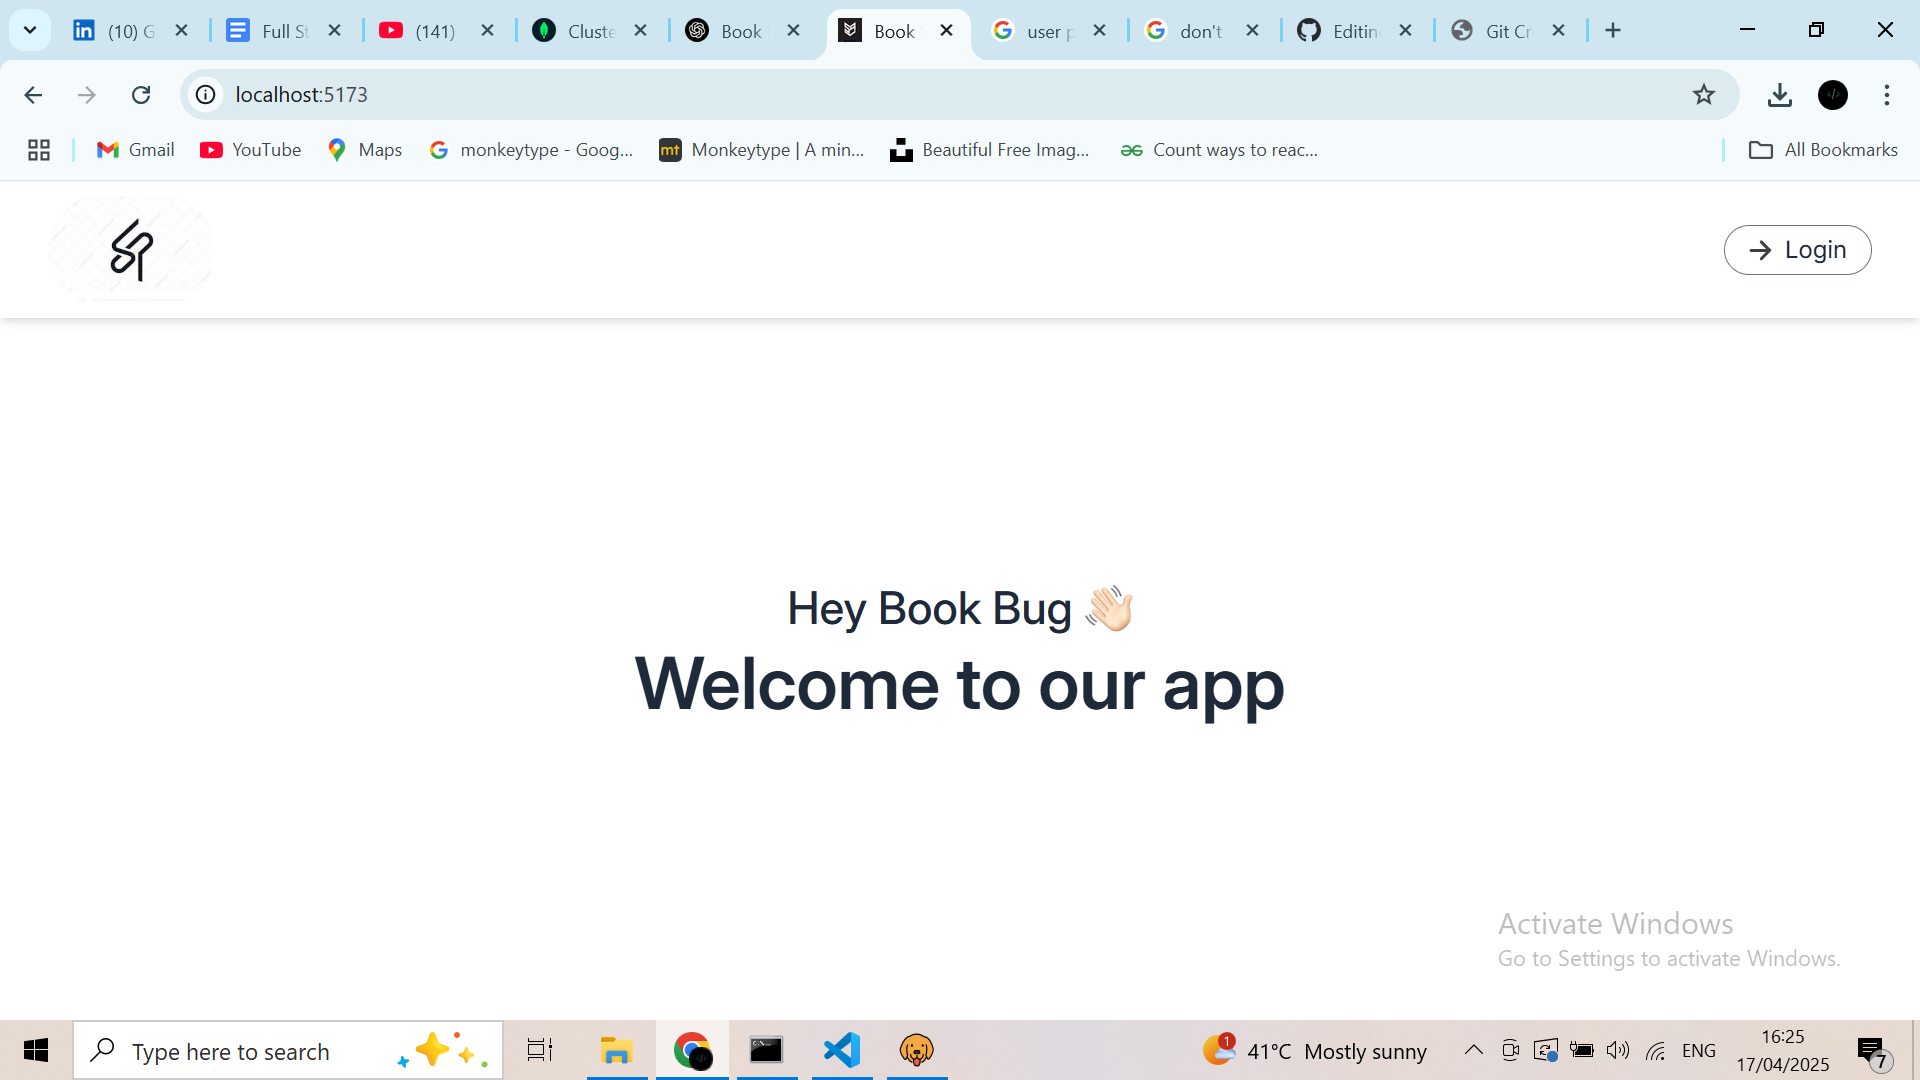 (10) G
Full St
(141)
Cluste
Book
Book
user p
don't
Editin
Git Cr
localhost:5173
Gmail
YouTube
Maps
monkeytype - Goog...
mt
Monkeytype | A min...
Beautiful Free Imag...
Count ways to reac...
All Bookmarks
Login
Hey Book Bug 👋🏻
Welcome to our app
Activate Windows
Go to Settings to activate Windows.
Type here to search
1
41°C Mostly sunny
ENG
16:25
17/04/2025
7